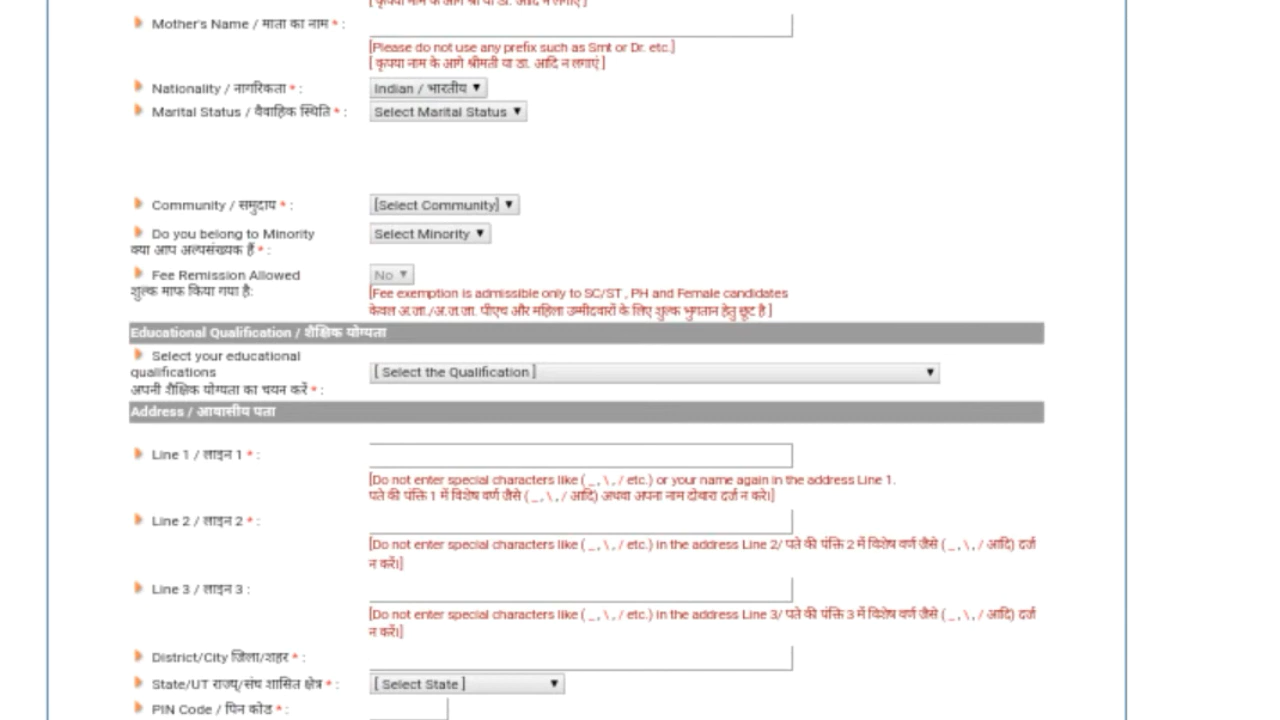 [ कृपया नाम के आगे श्री या डा. आदि न लगाएं ]
Mother's Name / माता का नाम * :
[Please do not use any prefix such as Smt or Dr. etc.]
[ कृपया नाम के आगे श्रीमती या डा. आदि न लगाएं ]
Nationality / नागरिकता * : Indian / भारतीय
Marital Status / वैवाहिक स्थिति * : Select Marital Status
Community / समुदाय * : [Select Community]
Do you belong to Minority Select Minority
क्या आप अल्पसंख्यक हैं * :
Fee Remission Allowed No
शुल्क माफ किया गया है:
[Fee exemption is admissible only to SC/ST , PH and Female candidates
केवल अ.जा./अ.ज.जा. पीएच और महिला उम्मीदवारों के लिए शुल्क भुगतान हेतु छूट है ]
Educational Qualification / शैक्षिक योग्यता
Select your educational
qualifications [ Select the Qualification ]
अपनी शैक्षिक योग्यता का चयन करें * :
Address / आवासीय पता
Line 1 / लाइन 1 * :
[Do not enter special characters like ( _ , \ , / etc.) or your name again in the address Line 1.
पते की पंक्ति 1 में विशेष वर्ण जैसे ( _ , \ , / आदि) अथवा अपना नाम दोबारा दर्ज न करे।]
Line 2 / लाइन 2 * :
[Do not enter special characters like ( _ , \ , / etc.) in the address Line 2/ पते की पंक्ति 2 में विशेष वर्ण जैसे ( _ , \ , / आदि) दर्ज
न करें।]
Line 3 / लाइन 3 :
[Do not enter special characters like ( _ , \ , / etc.) in the address Line 3/ पते की पंक्ति 3 में विशेष वर्ण जैसे ( _ , \ , / आदि) दर्ज
न करें।]
District/City जिला/शहर * :
State/UT राज्य/संघ शासित क्षेत्र * : [ Select State ]
PIN Code / पिन कोड * :